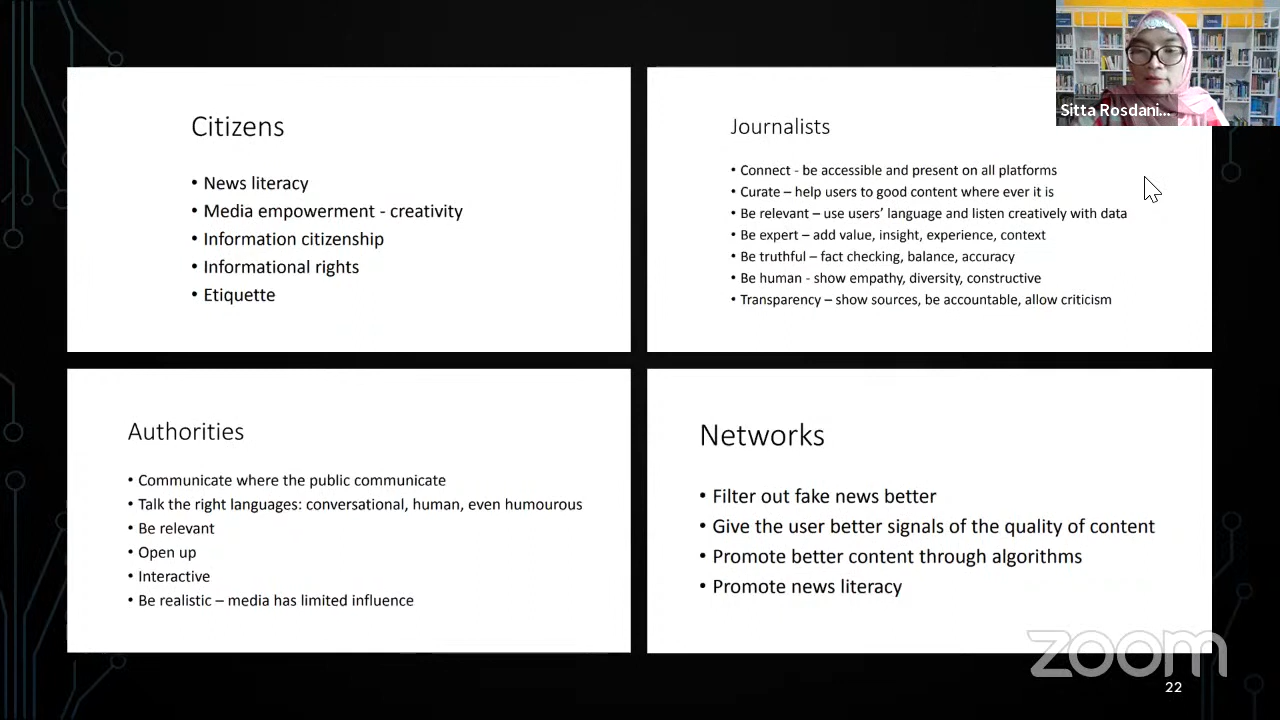 Sitta Rosdani...
Citizens
• News literacy
• Media empowerment - creativity
• Information citizenship
• Informational rights
• Etiquette
Journalists
• Connect - be accessible and present on all platforms
• Curate – help users to good content where ever it is
• Be relevant – use users’ language and listen creatively with data
• Be expert – add value, insight, experience, context
• Be truthful – fact checking, balance, accuracy
• Be human - show empathy, diversity, constructive
• Transparency – show sources, be accountable, allow criticism
Authorities
• Communicate where the public communicate
• Talk the right languages: conversational, human, even humourous
• Be relevant
• Open up
• Interactive
• Be realistic – media has limited influence
Networks
• Filter out fake news better
• Give the user better signals of the quality of content
• Promote better content through algorithms
• Promote news literacy
zoom
22